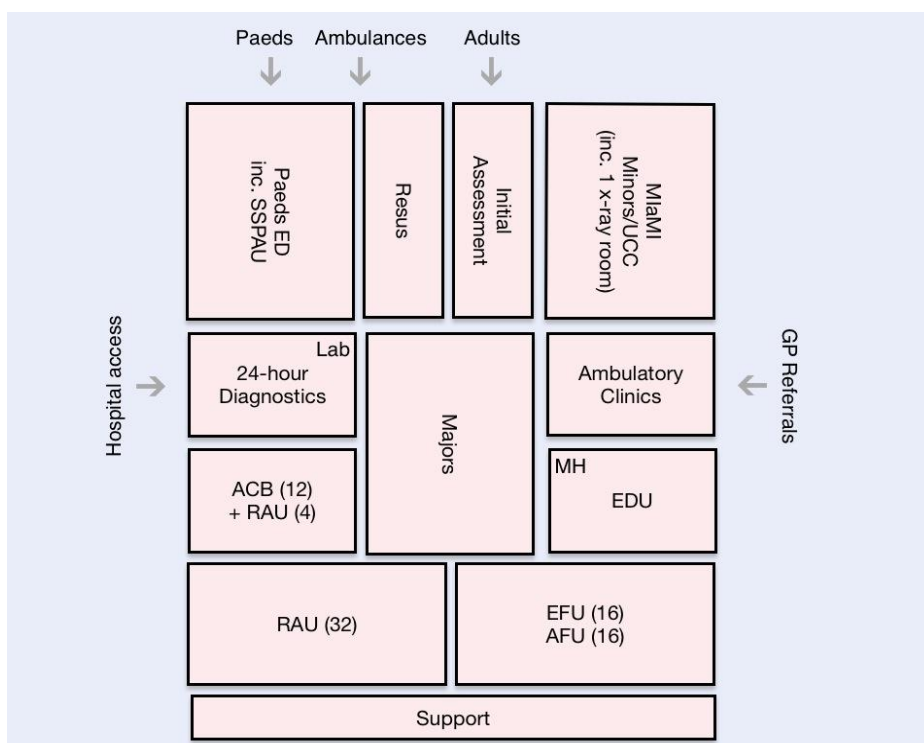 Paeds
Ambulances
Adults
Paeds ED
inc. SSPAU
Resus
Initial
Assessment
MIaMI
Minors/UCC
(inc. 1 x-ray room)
Hospital access
Lab
24-hour
Diagnostics
Majors
Ambulatory
Clinics
GP Referrals
ACB (12)
+ RAU (4)
MH
EDU
RAU (32)
EFU (16)
AFU (16)
Support